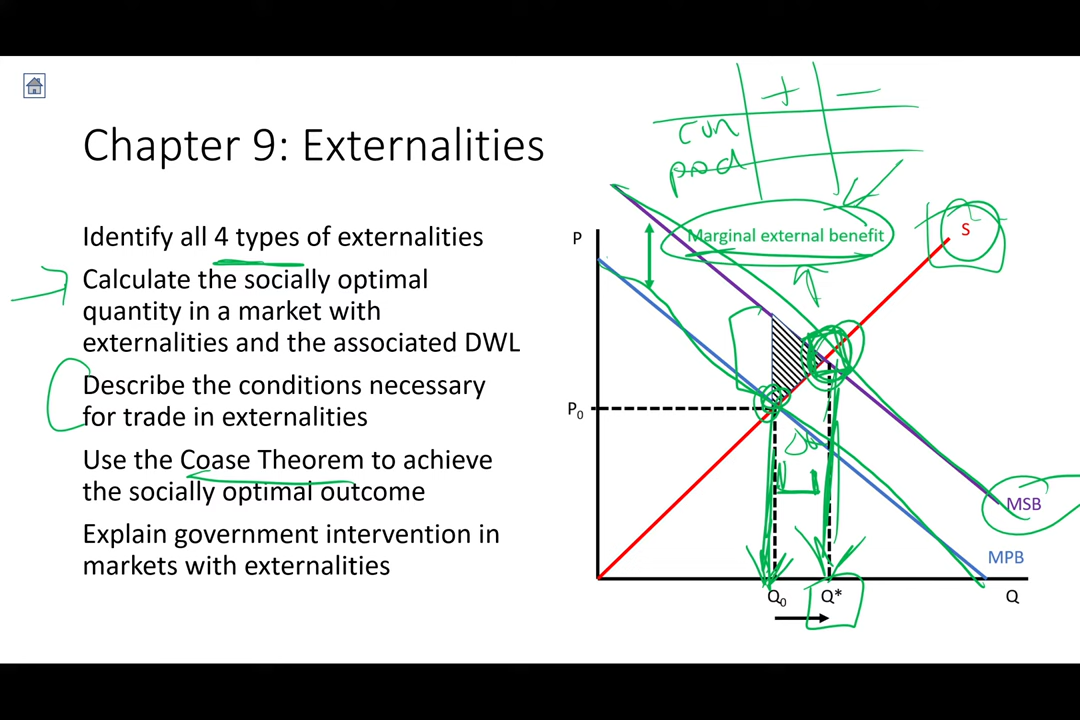 Chapter 9: Externalities
Identify all 4 types of externalities
Calculate the socially optimal
quantity in a market with
externalities and the associated DWL
Describe the conditions necessary
for trade in externalities
Use the Coase Theorem to achieve
the socially optimal outcome
Explain government intervention in
markets with externalities
+ −
con
prod
P
Marginal external benefit
S
P₀
MSB
MPB
Q₀ Q* Q